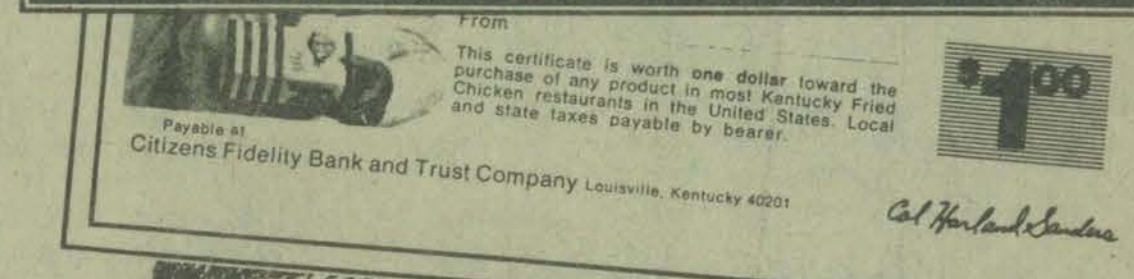 From
This certificate is worth one dollar toward the
purchase of any product in most Kentucky Fried
Chicken restaurants in the United States. Local
and state taxes payable by bearer.
$1.00
Payable at
Citizens Fidelity Bank and Trust Company Louisville, Kentucky 40201
Col Harland Sanders